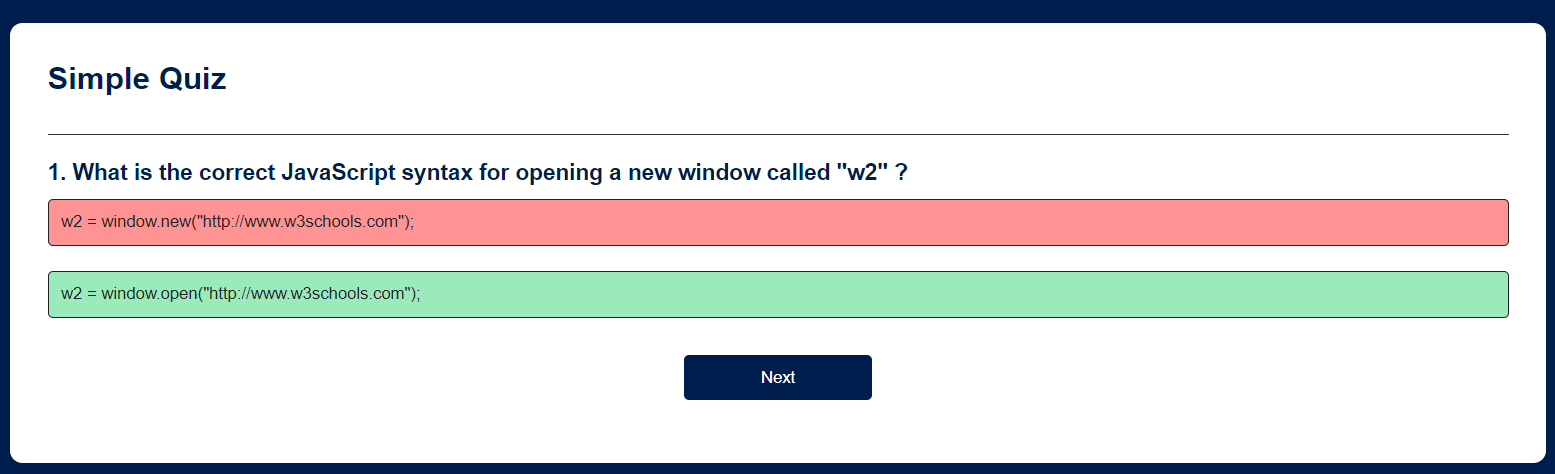 Simple Quiz
1. What is the correct JavaScript syntax for opening a new window called "w2" ?
w2 = window.new("http://www.w3schools.com");
w2 = window.open("http://www.w3schools.com");
Next